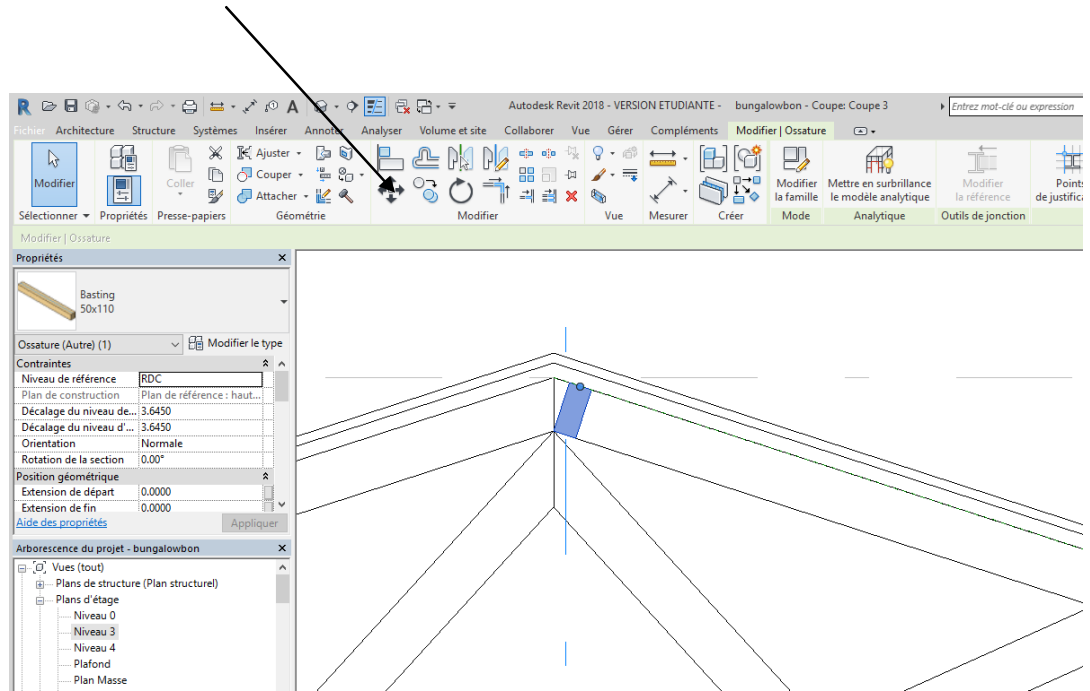 Autodesk Revit 2018 - VERSION ETUDIANTE - bungalowbon - Coupe: Coupe 3
Entrez mot-clé ou expression
Fichier Architecture Structure Systèmes Insérer Annoter Analyser Volume et site Collaborer Vue Gérer Compléments Modifier | Ossature
Modifier
Coller
Ajuster
Couper
Attacher
Modifier la famille
Mettre en surbrillance le modèle analytique
Modifier la référence
Points
de justifica
Sélectionner Propriétés Presse-papiers Géométrie Modifier Vue Mesurer Créer Mode Analytique Outils de jonction
Modifier | Ossature
Propriétés
Basting
50x110
Ossature (Autre) (1) Modifier le type
Contraintes
Niveau de référence RDC
Plan de construction Plan de référence : haut...
Décalage du niveau de... 3.6450
Décalage du niveau d'... 3.6450
Orientation Normale
Rotation de la section 0.00°
Position géométrique
Extension de départ 0.0000
Extension de fin 0.0000
Aide des propriétés Appliquer
Arborescence du projet - bungalowbon
Vues (tout)
Plans de structure (Plan structurel)
Plans d'étage
Niveau 0
Niveau 3
Niveau 4
Plafond
Plan Masse